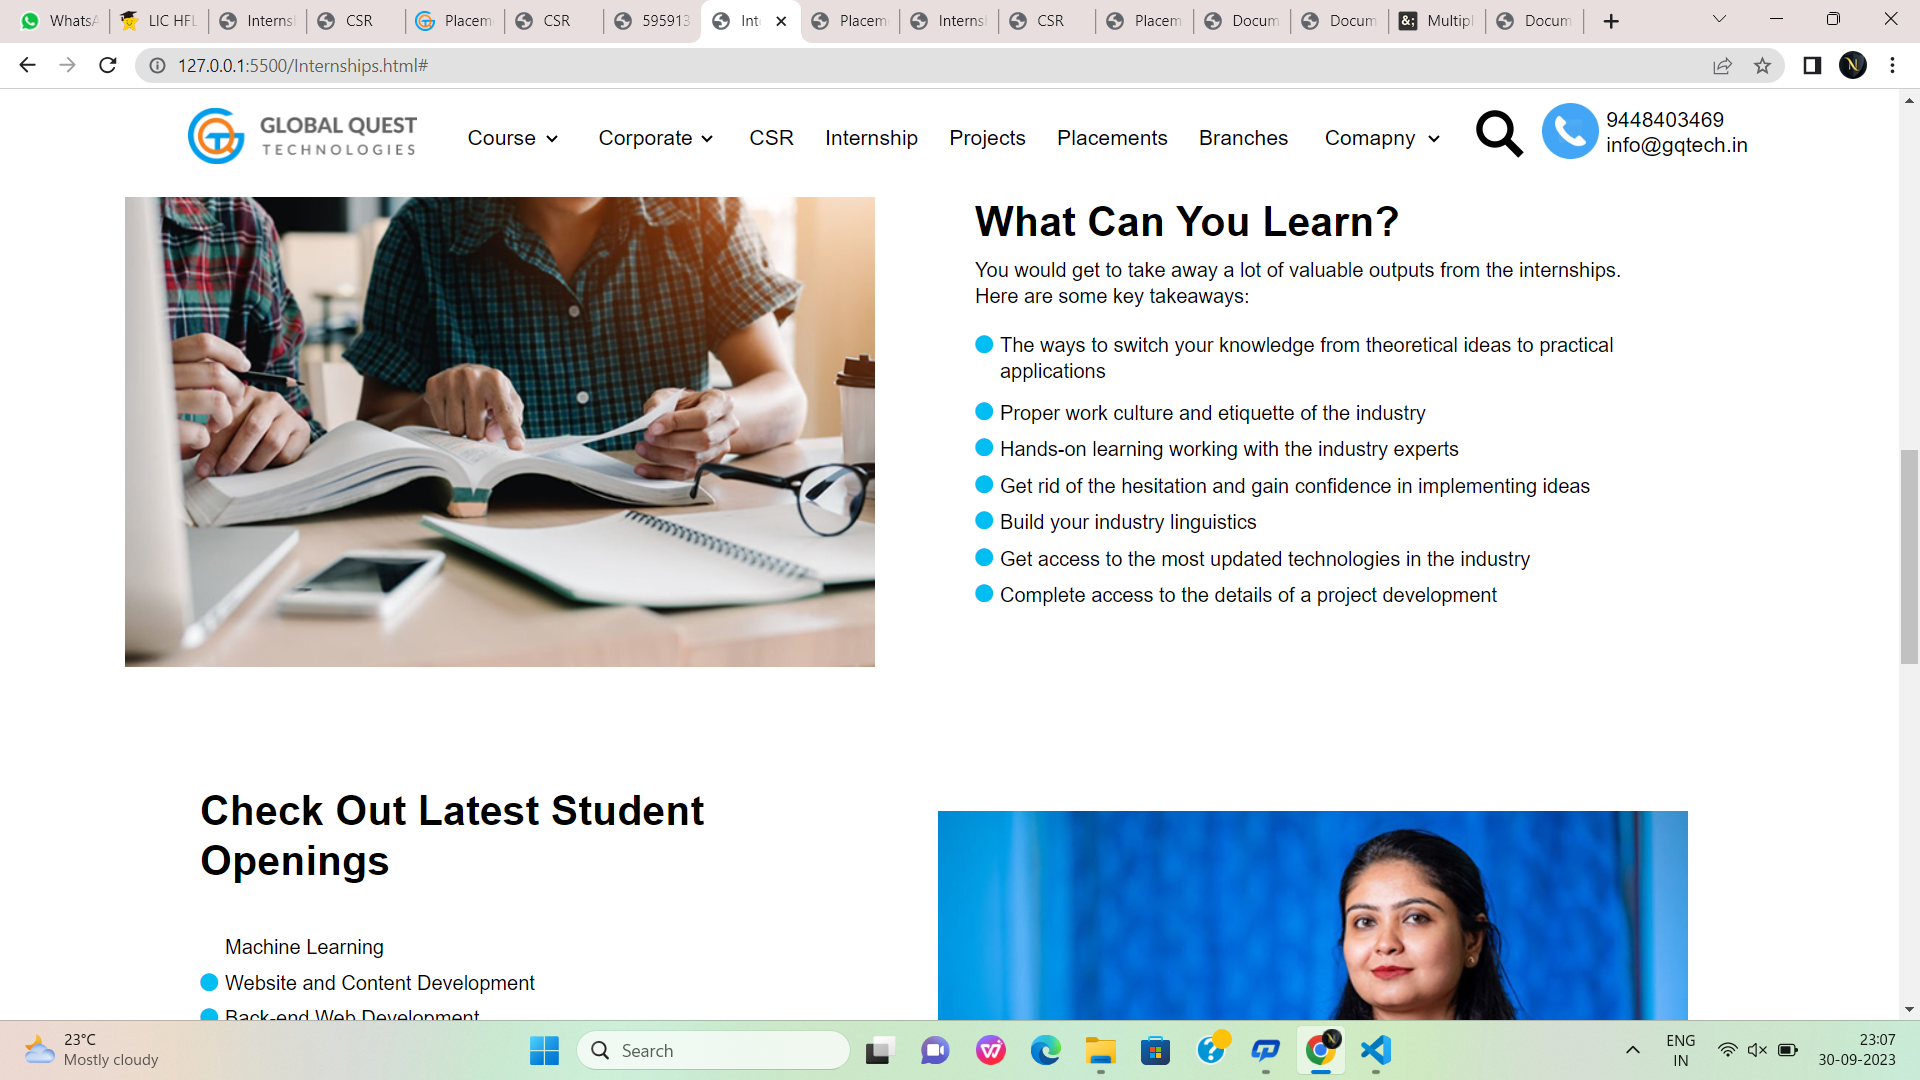 WhatsA
LIC HFL
Interns
CSR
Placem
CSR
595913
Int
Placem
Interns
CSR
Placem
Docum
Docum
&;
Multipl
Docum
127.0.0.1:5500/Internships.html#
N
GLOBAL QUEST
TECHNOLOGIES
Course
Corporate
CSR
Internship
Projects
Placements
Branches
Comapny
9448403469
info@gqtech.in
What Can You Learn?
You would get to take away a lot of valuable outputs from the internships.
Here are some key takeaways:
The ways to switch your knowledge from theoretical ideas to practical
applications
Proper work culture and etiquette of the industry
Hands-on learning working with the industry experts
Get rid of the hesitation and gain confidence in implementing ideas
Build your industry linguistics
Get access to the most updated technologies in the industry
Complete access to the details of a project development
Check Out Latest Student
Openings
Machine Learning
Website and Content Development
Back-end Web Development
23°C
Mostly cloudy
Search
ENG
IN
23:07
30-09-2023